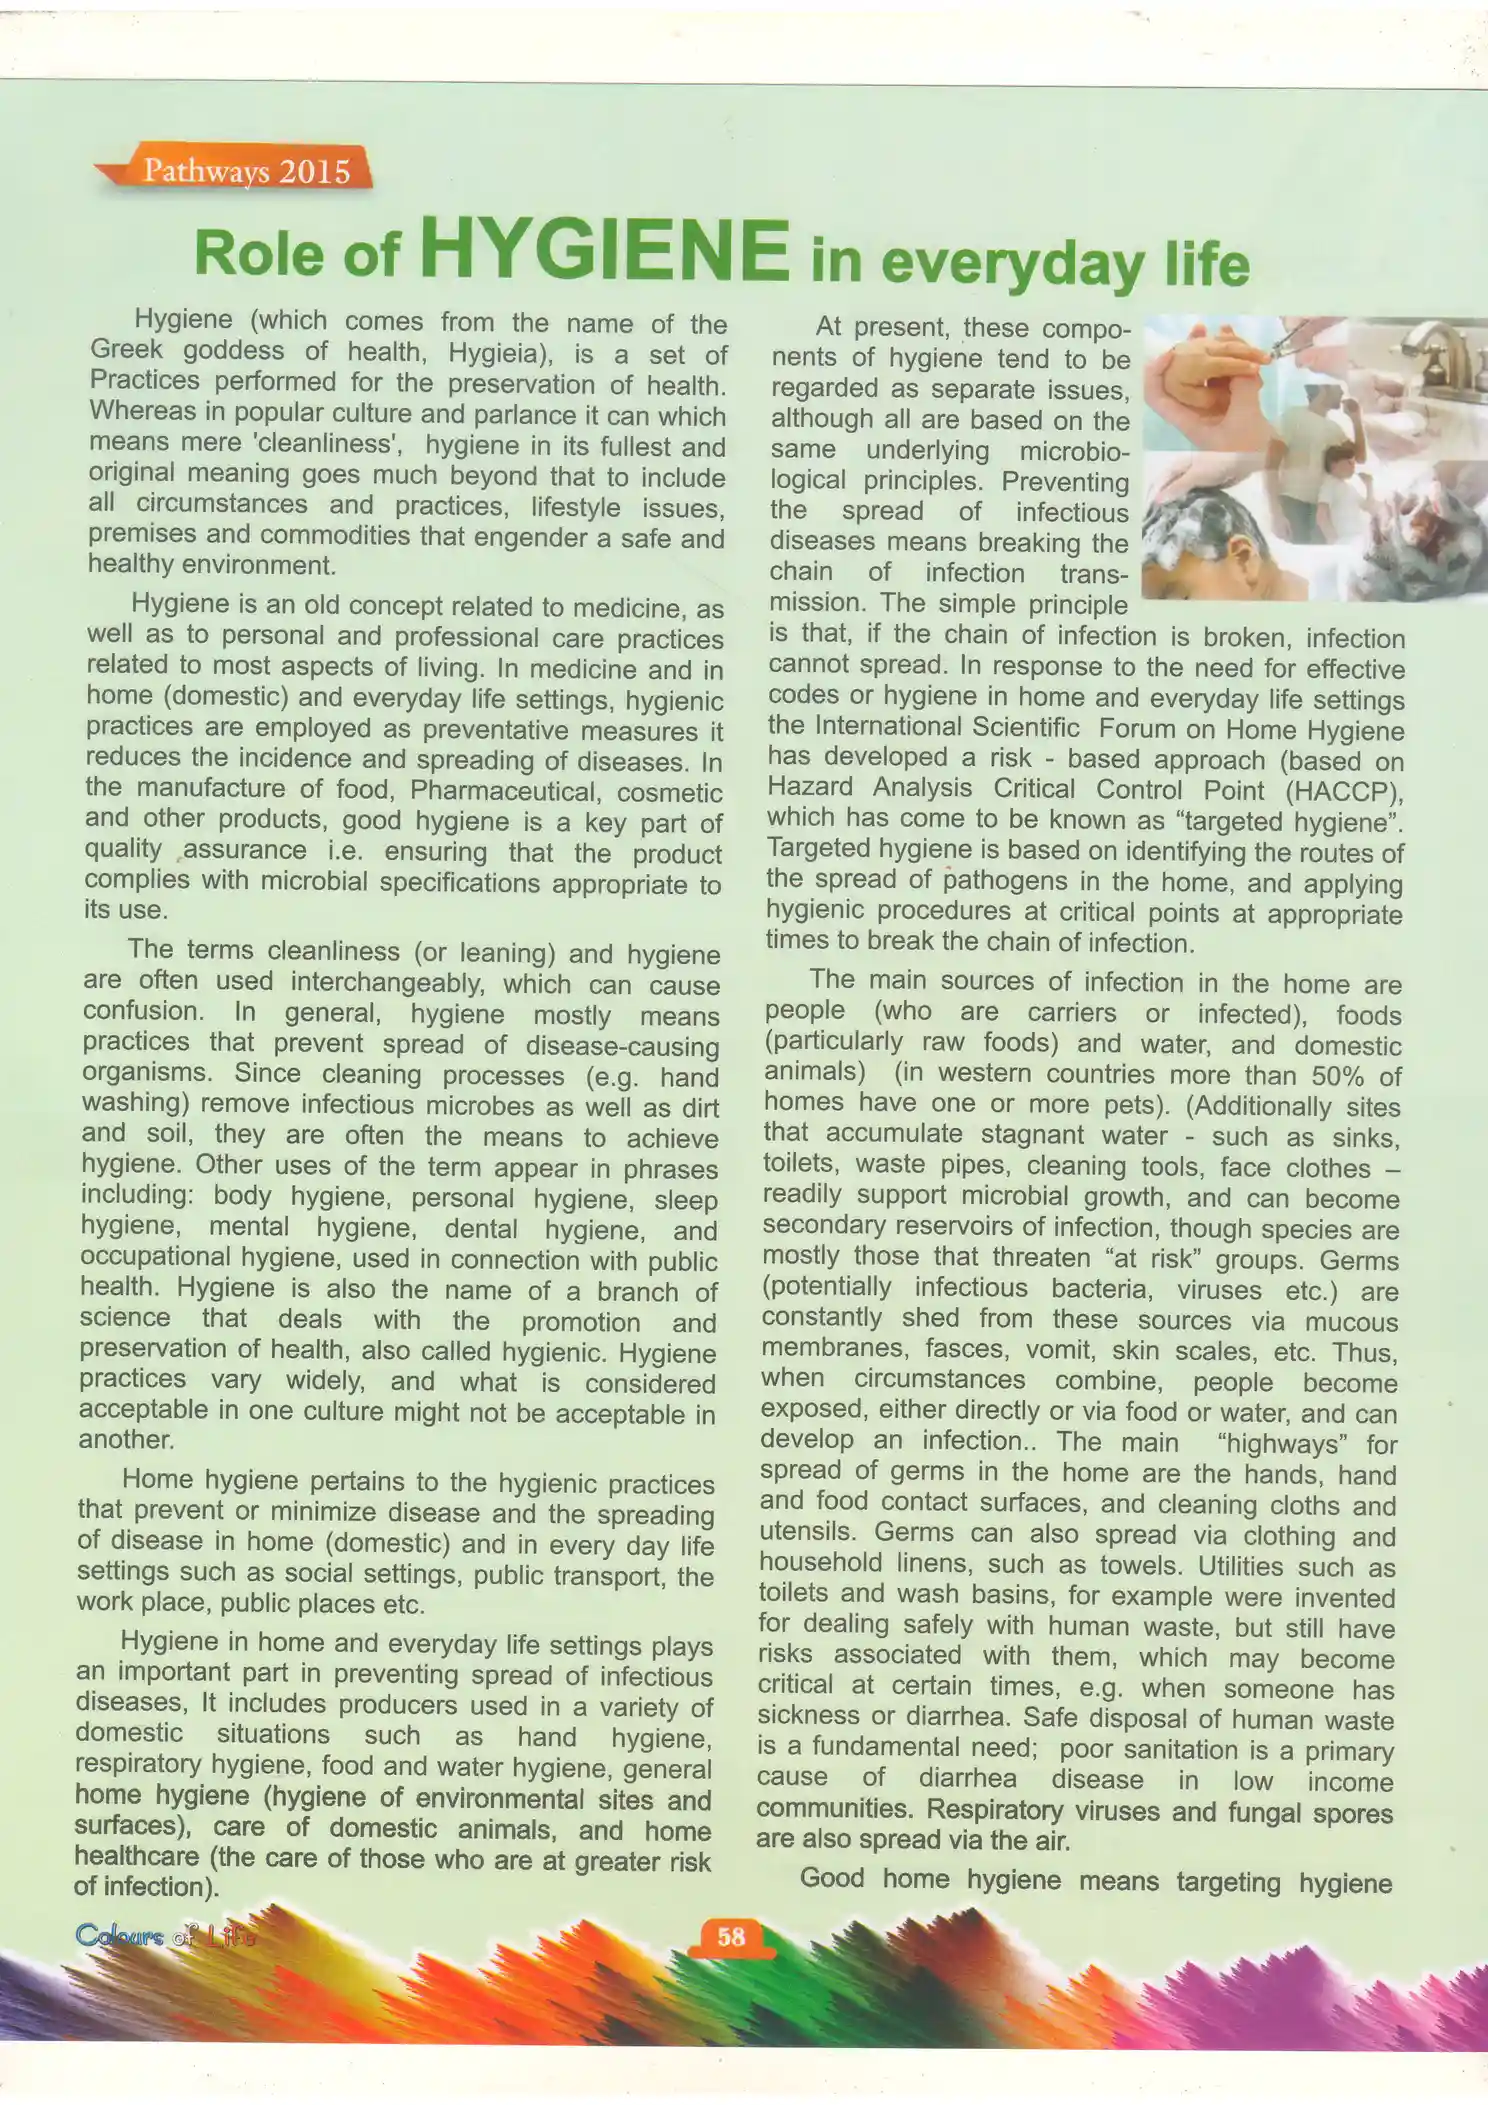 Pathways 2015
Role of HYGIENE in everyday life
Hygiene (which comes from the name of the
Greek goddess of health, Hygieia), is a set of
Practices performed for the preservation of health.
Whereas in popular culture and parlance it can which
means mere 'cleanliness', hygiene in its fullest and
original meaning goes much beyond that to include
all circumstances and practices, lifestyle issues,
premises and commodities that engender a safe and
healthy environment.
Hygiene is an old concept related to medicine, as
well as to personal and professional care practices
related to most aspects of living. In medicine and in
home (domestic) and everyday life settings, hygienic
practices are employed as preventative measures it
reduces the incidence and spreading of diseases. In
the manufacture of food, Pharmaceutical, cosmetic
and other products, good hygiene is a key part of
quality assurance i.e. ensuring that the product
complies with microbial specifications appropriate to
its use.
The terms cleanliness (or leaning) and hygiene
are often used interchangeably, which can cause
confusion. In general, hygiene mostly means
practices that prevent spread of disease-causing
organisms. Since cleaning processes (e.g. hand
washing) remove infectious microbes as well as dirt
and soil, they are often the means to achieve
hygiene. Other uses of the term appear in phrases
including: body hygiene, personal hygiene, sleep
hygiene, mental hygiene, dental hygiene, and
occupational hygiene, used in connection with public
health. Hygiene is also the name of a branch of
science that deals with the promotion and
preservation of health, also called hygienic. Hygiene
practices vary widely, and what is considered
acceptable in one culture might not be acceptable in
another.
Home hygiene pertains to the hygienic practices
that prevent or minimize disease and the spreading
of disease in home (domestic) and in every day life
settings such as social settings, public transport, the
work place, public places etc.
Hygiene in home and everyday life settings plays
an important part in preventing spread of infectious
diseases, It includes producers used in a variety of
domestic situations such as hand hygiene,
respiratory hygiene, food and water hygiene, general
home hygiene (hygiene of environmental sites and
surfaces), care of domestic animals, and home
healthcare (the care of those who are at greater risk
of infection).
At present, these compo-
nents of hygiene tend to be
regarded as separate issues,
although all are based on the
same underlying microbio-
logical principles. Preventing
the spread of infectious
diseases means breaking the
chain of infection trans-
mission. The simple principle
is that, if the chain of infection is broken, infection
cannot spread. In response to the need for effective
codes or hygiene in home and everyday life settings
the International Scientific Forum on Home Hygiene
has developed a risk - based approach (based on
Hazard Analysis Critical Control Point (HACCP),
which has come to be known as “targeted hygiene”.
Targeted hygiene is based on identifying the routes of
the spread of pathogens in the home, and applying
hygienic procedures at critical points at appropriate
times to break the chain of infection.
The main sources of infection in the home are
people (who are carriers or infected), foods
(particularly raw foods) and water, and domestic
animals) (in western countries more than 50% of
homes have one or more pets). (Additionally sites
that accumulate stagnant water - such as sinks,
toilets, waste pipes, cleaning tools, face clothes –
readily support microbial growth, and can become
secondary reservoirs of infection, though species are
mostly those that threaten “at risk” groups. Germs
(potentially infectious bacteria, viruses etc.) are
constantly shed from these sources via mucous
membranes, fasces, vomit, skin scales, etc. Thus,
when circumstances combine, people become
exposed, either directly or via food or water, and can
develop an infection.. The main “highways” for
spread of germs in the home are the hands, hand
and food contact surfaces, and cleaning cloths and
utensils. Germs can also spread via clothing and
household linens, such as towels. Utilities such as
toilets and wash basins, for example were invented
for dealing safely with human waste, but still have
risks associated with them, which may become
critical at certain times, e.g. when someone has
sickness or diarrhea. Safe disposal of human waste
is a fundamental need; poor sanitation is a primary
cause of diarrhea disease in low income
communities. Respiratory viruses and fungal spores
are also spread via the air.
Good home hygiene means targeting hygiene
Colours of Life
58